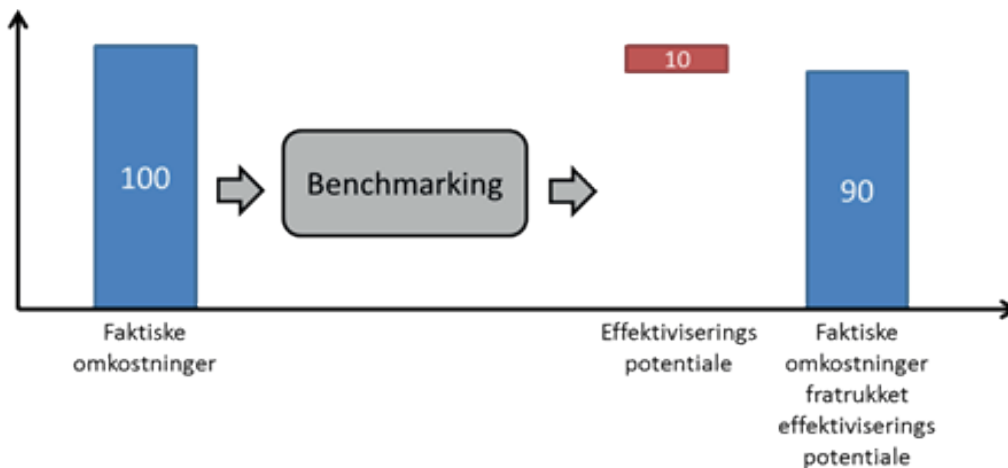 100
Benchmarking
10
90
Faktiske
omkostninger
Effektiviserings
potentiale
Faktiske
omkostninger
fratrukket
effektiviserings
potentiale